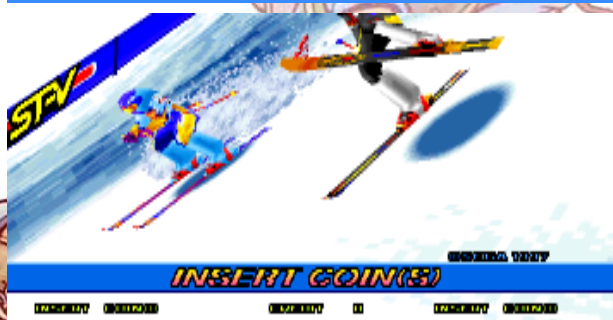 ST-V
©SEGA 1997
INSERT COIN(S)
INSERT COIN(S) CREDIT 0 INSERT COIN(S)